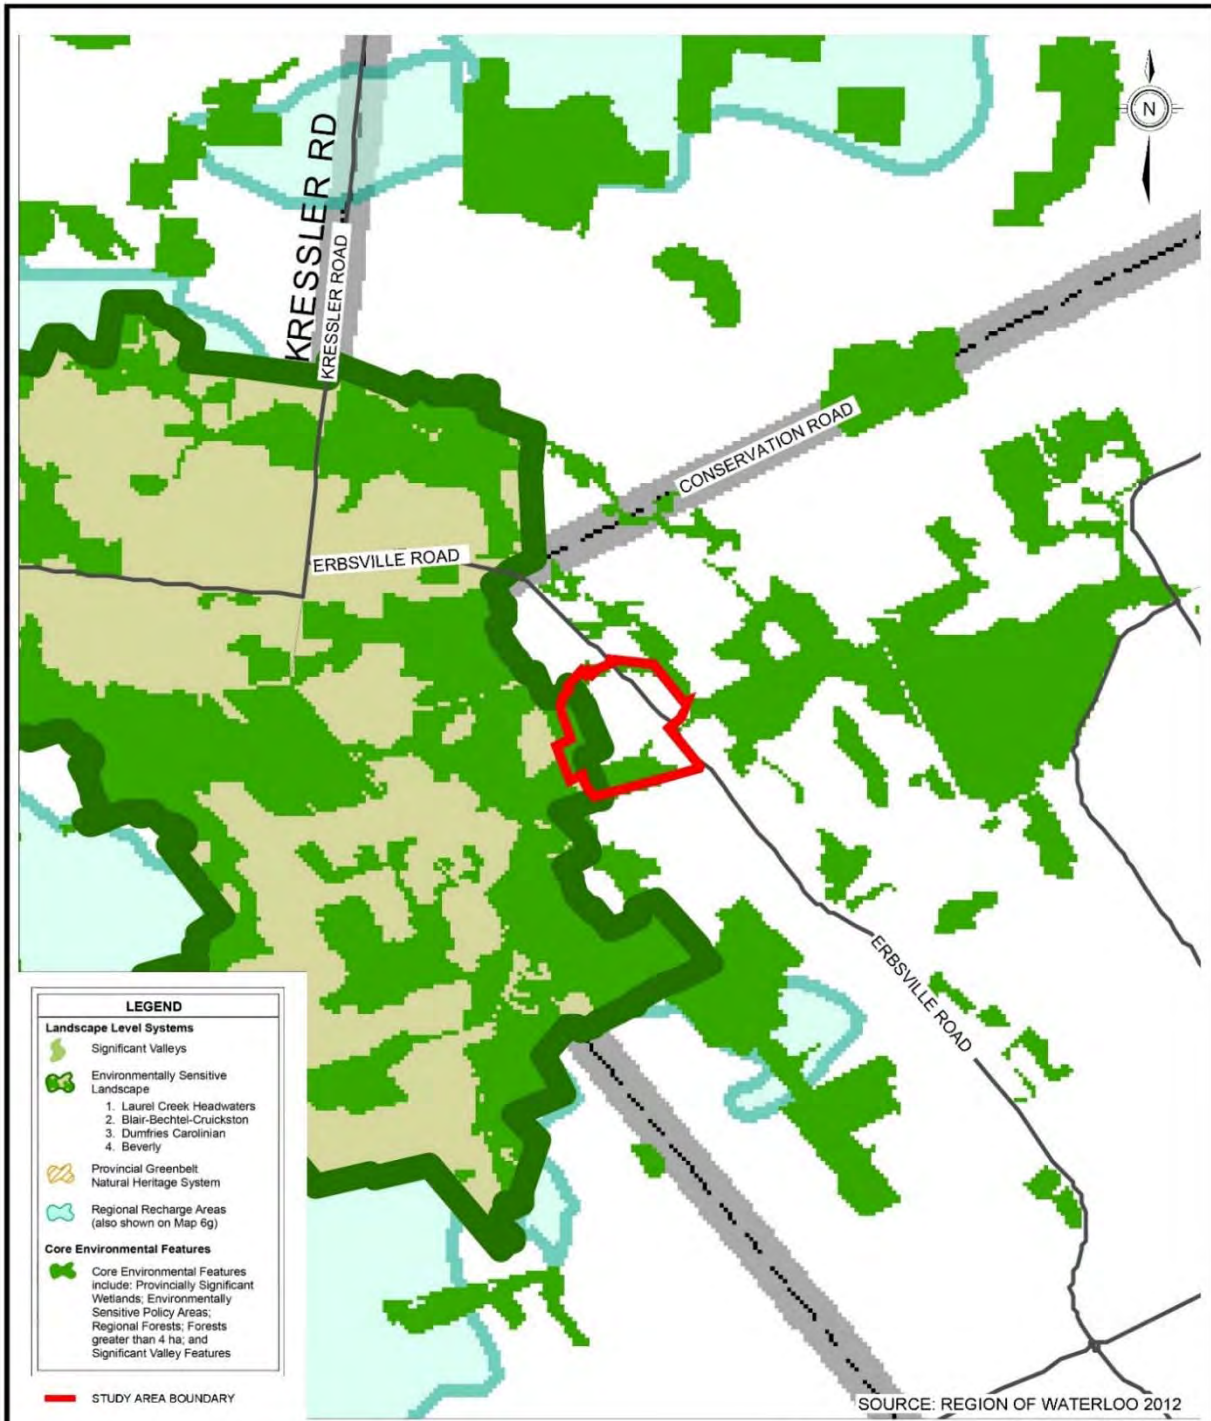 N
KRESSLER RD
KRESSLER ROAD
CONSERVATION ROAD
ERBSVILLE ROAD
ERBSVILLE ROAD
LEGEND
Landscape Level Systems
Significant Valleys
Environmentally Sensitive
Landscape
1. Laurel Creek Headwaters
2. Blair-Bechtel-Cruickston
3. Dumfries Carolinian
4. Beverly
Provincial Greenbelt
Natural Heritage System
Regional Recharge Areas
(also shown on Map 6g)
Core Environmental Features
Core Environmental Features
include: Provincially Significant
Wetlands; Environmentally
Sensitive Policy Areas;
Regional Forests; Forests
greater than 4 ha; and
Significant Valley Features
STUDY AREA BOUNDARY
SOURCE: REGION OF WATERLOO 2012